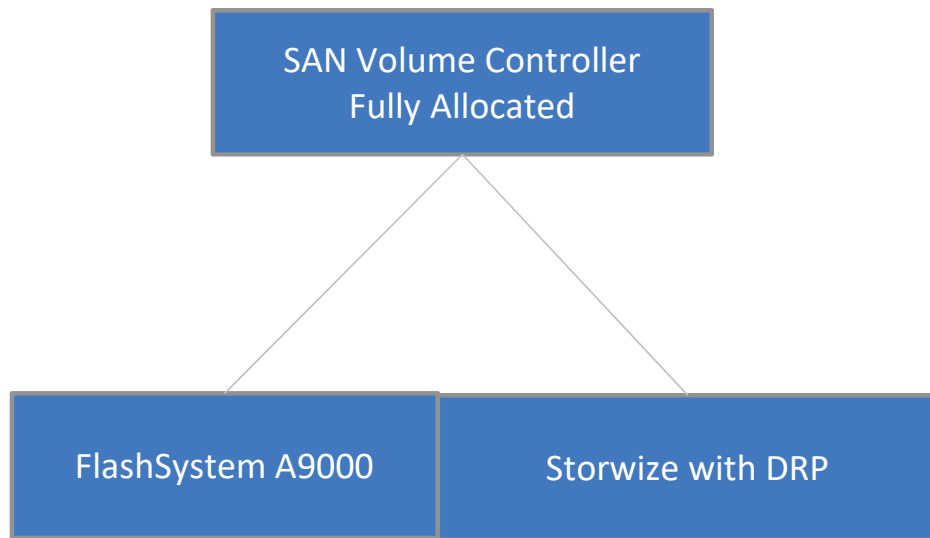 SAN Volume Controller
Fully Allocated
FlashSystem A9000
Storwize with DRP